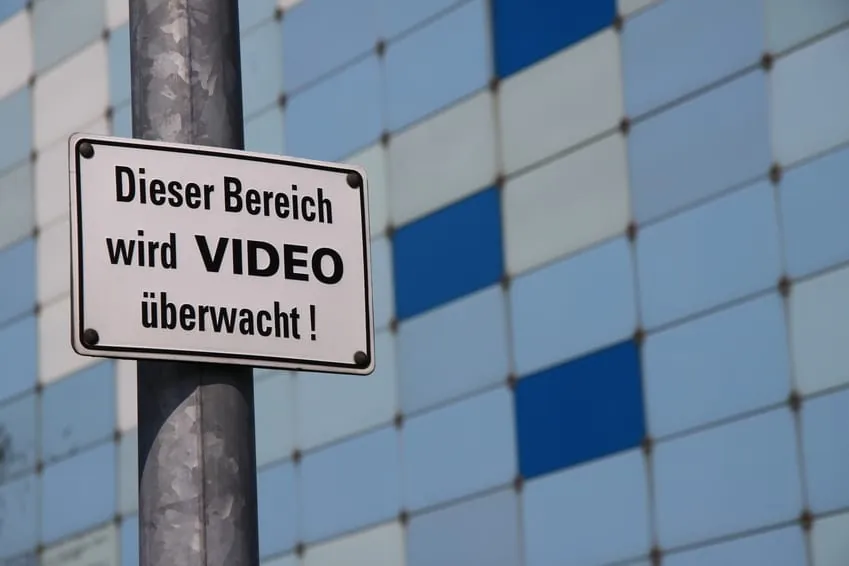 Dieser Bereich
wird VIDEO
überwacht !